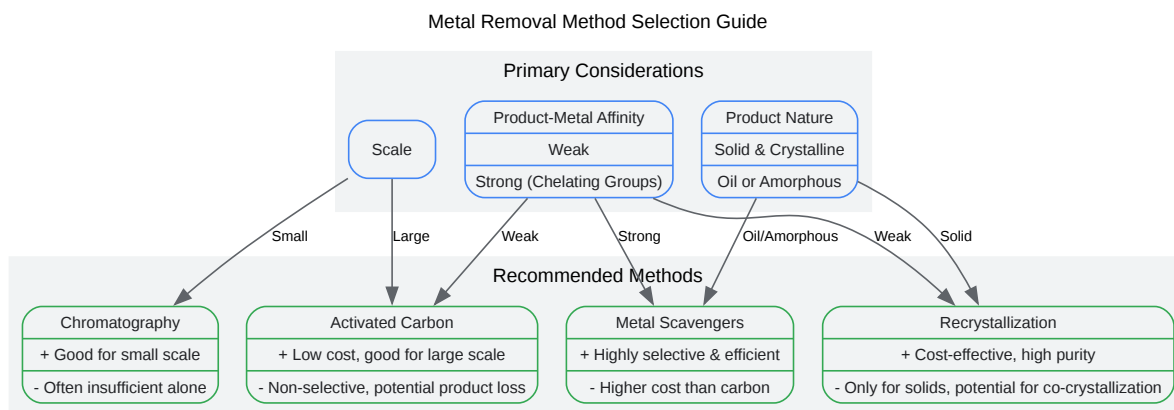 Metal Removal Method Selection Guide
Primary Considerations
Scale
Product-Metal Affinity
Weak
Strong (Chelating Groups)
Product Nature
Solid & Crystalline
Oil or Amorphous
Small
Large
Weak
Strong
Oil/Amorphous
Weak
Solid
Recommended Methods
Chromatography
+ Good for small scale
- Often insufficient alone
Activated Carbon
+ Low cost, good for large scale
- Non-selective, potential product loss
Metal Scavengers
+ Highly selective & efficient
- Higher cost than carbon
Recrystallization
+ Cost-effective, high purity
- Only for solids, potential for co-crystallization